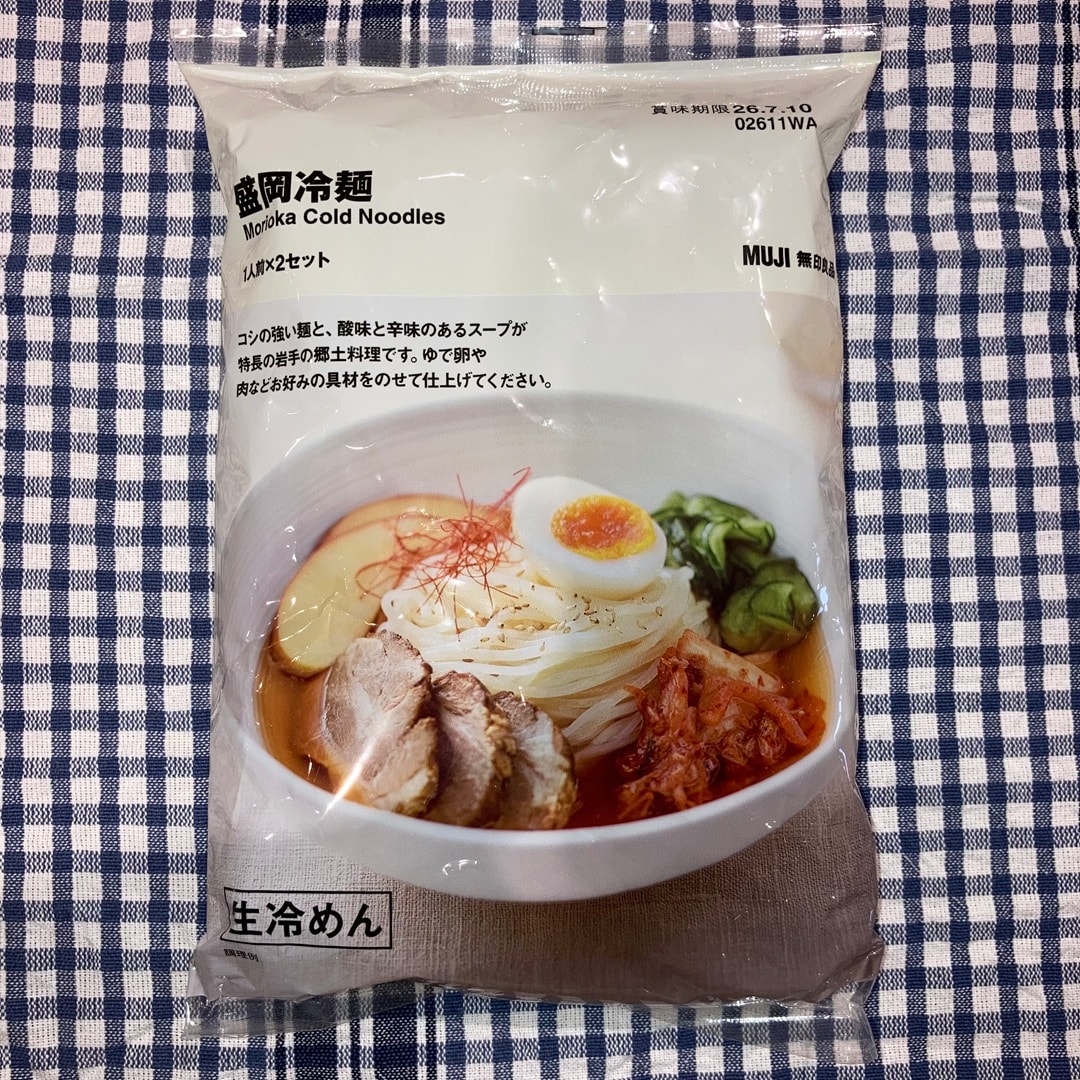 賞味期限26.7.10
02611WA
盛岡冷麺
Morioka Cold Noodles
1人前×2セット
MUJI 無印良品
コシの強い麺と、酸味と辛味のあるスープが
特長の岩手の郷土料理です。ゆで卵や
肉などお好みの具材をのせて仕上げてください。
生冷めん
調理例